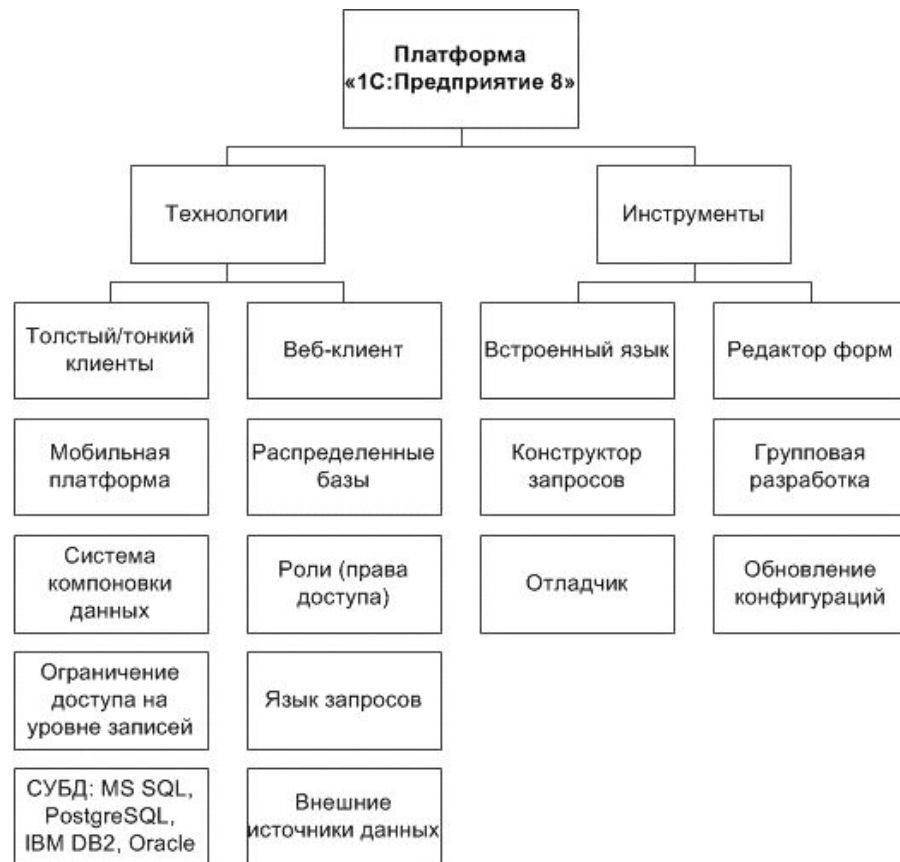 Платформа
«1С:Предприятие 8»
Технологии
Инструменты
Толстый/тонкий
клиенты
Веб-клиент
Встроенный язык
Редактор форм
Мобильная
платформа
Распределенные
базы
Конструктор
запросов
Групповая
разработка
Система
компоновки
данных
Роли (права
доступа)
Отладчик
Обновление
конфигураций
Ограничение
доступа на
уровне записей
Язык запросов
СУБД: MS SQL,
PostgreSQL,
IBM DB2, Oracle
Внешние
источники данных